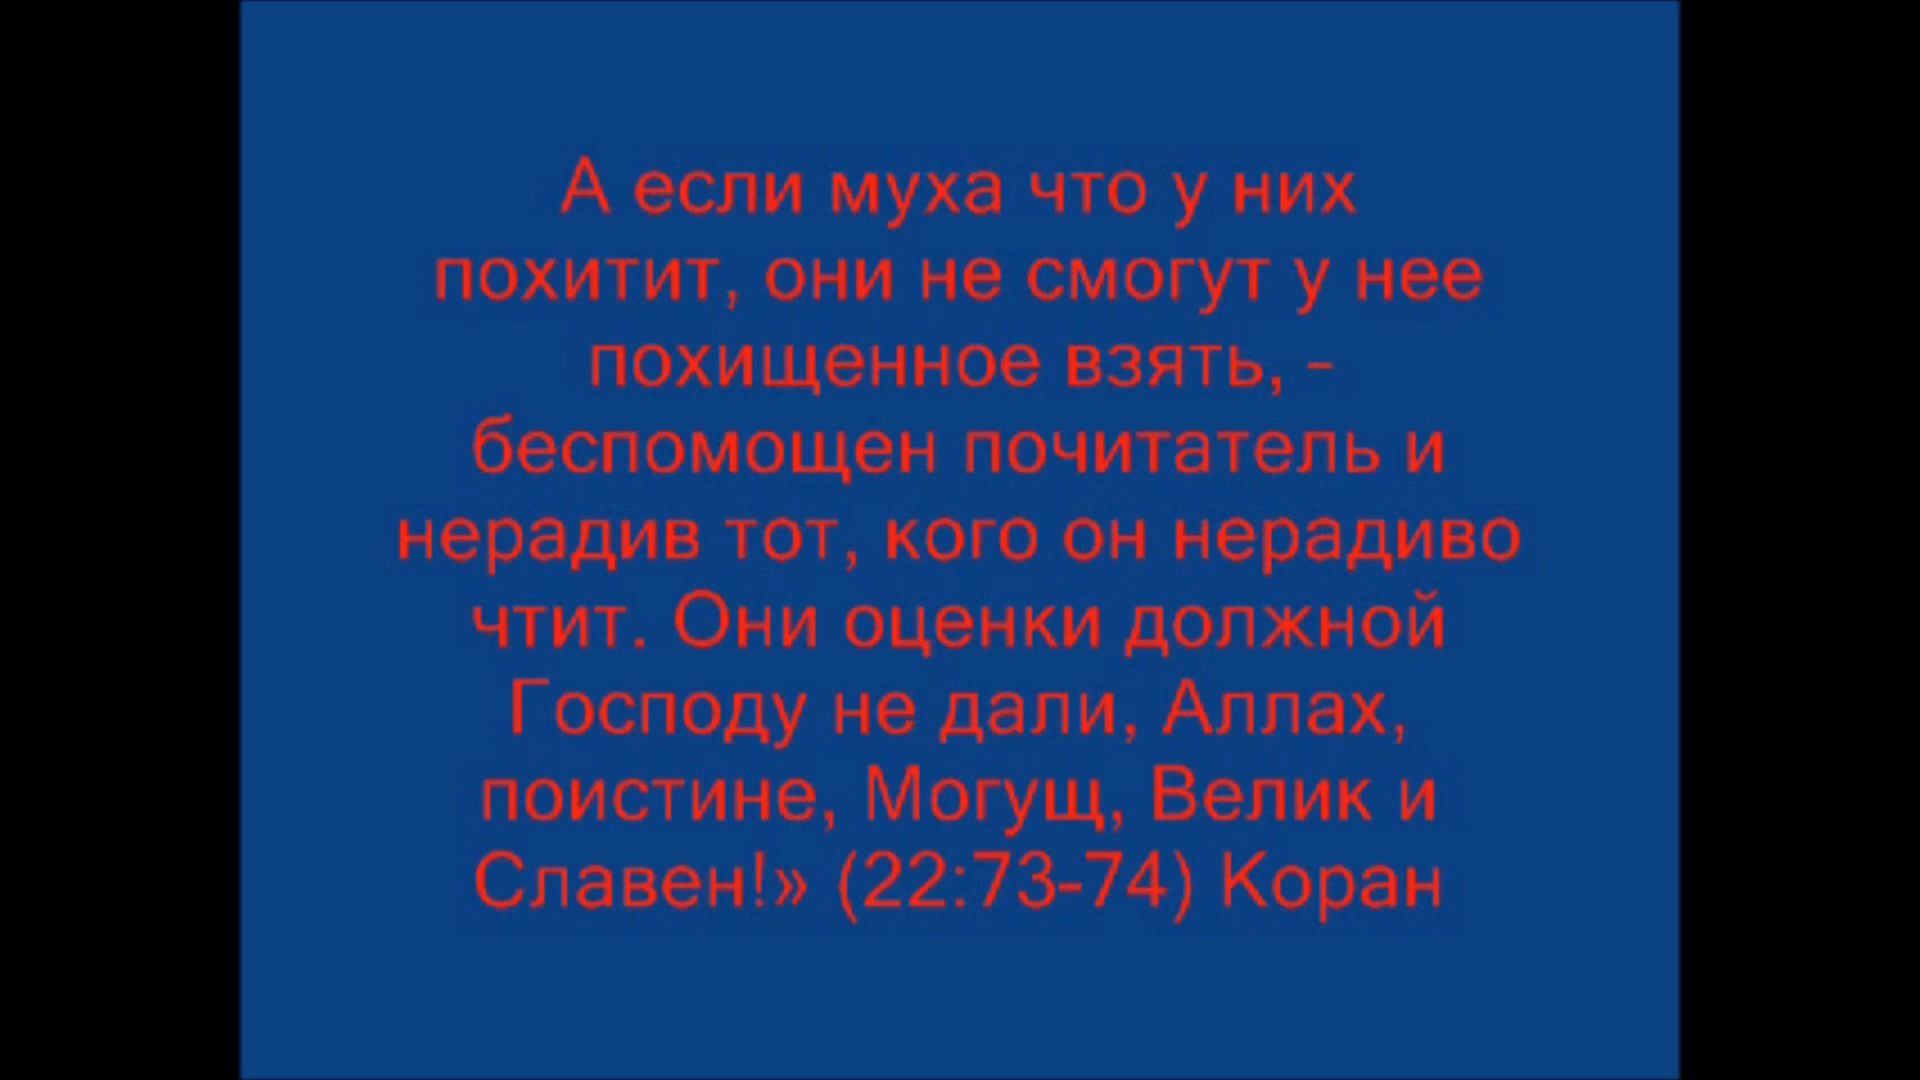 А если муха что у них
похитит, они не смогут у нее
похищенное взять, -
беспомощен почитатель и
нерадив тот, кого он нерадиво
чтит. Они оценки должной
Господу не дали, Аллах,
поистине, Могущ, Велик и
Славен!» (22:73-74) Коран